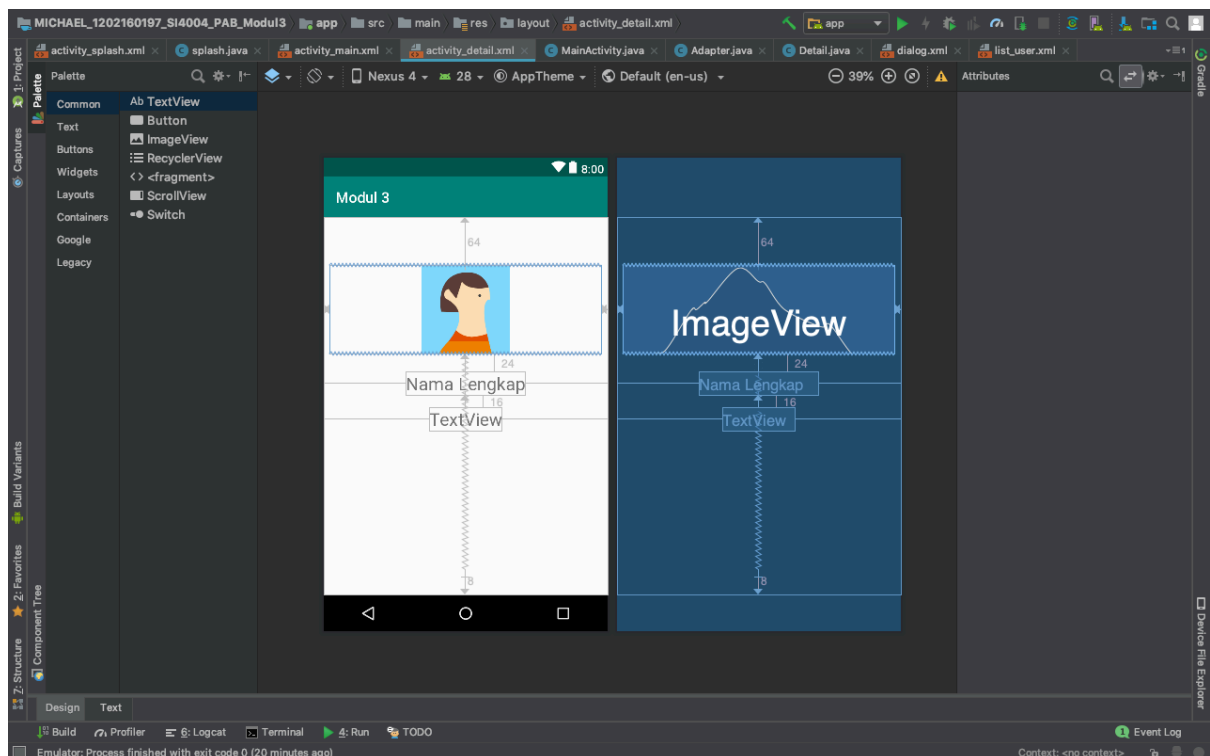 MICHAEL_1202160197_SI4004_PAB_Modul3 app src main res layout activity_detail.xml app
activity_splash.xml splash.java activity_main.xml activity_detail.xml MainActivity.java Adapter.java Detail.java dialog.xml list_user.xml
1: Project
Captures
Build Variants
2: Favorites
Z: Structure
Palette
Component Tree
Palette
Common
Text
Buttons
Widgets
Layouts
Containers
Google
Legacy
Ab TextView
Button
ImageView
RecyclerView
<> <fragment>
ScrollView
Switch
Nexus 4 28 AppTheme Default (en-us) 39%
8:00
Modul 3
64
24
Nama Lengkap
16
TextView
8
64
ImageView
24
Nama Lengkap
16
TextView
8
Attributes
Gradle
Device File Explorer
Design Text
Build Profiler 6: Logcat Terminal 4: Run TODO 1 Event Log
Emulator: Process finished with exit code 0 (20 minutes ago) Context: <no context>